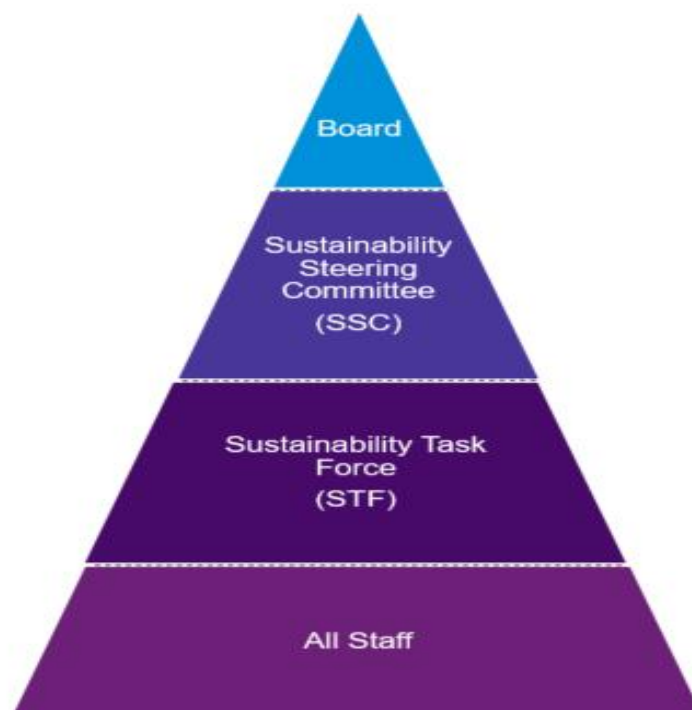 Board
Sustainability
Steering
Committee
(SSC)
Sustainability Task
Force
(STF)
All Staff